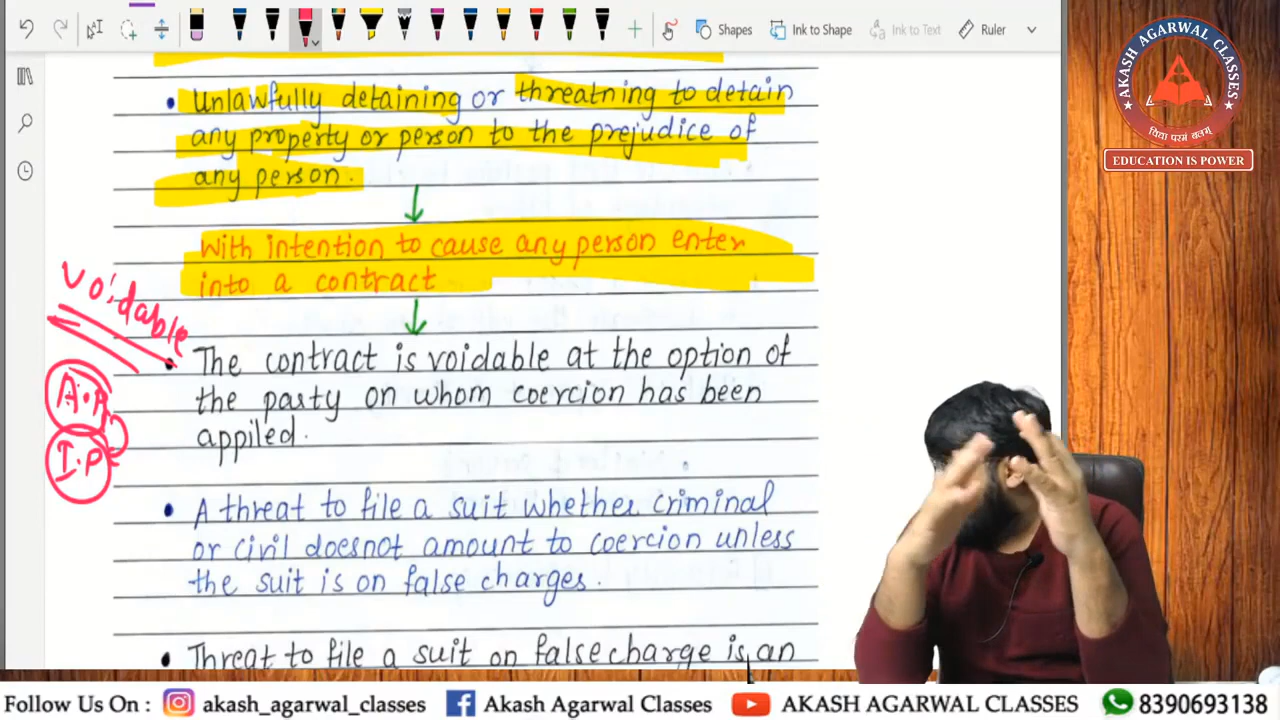 Shapes
Ink to Shape
Ink to Text
Ruler
AKASH AGARWAL CLASSES
विद्या परमं बलम्
EDUCATION IS POWER
• Unlawfully detaining or threatning to detain
any property or person to the prejudice of
any person.
With intention to cause any person enter
into a contract
Voidable
• The contract is voidable at the option of
the pasty on whom coercion has been
appiled.
A.P
I.P
• A threat to file a suit whether criminal
or civil doesnot amount to coercion unless
the suit is on false charges.
• Threat to file a suit on false charge is an
Follow Us On : akash_agarwal_classes Akash Agarwal Classes AKASH AGARWAL CLASSES 8390693138